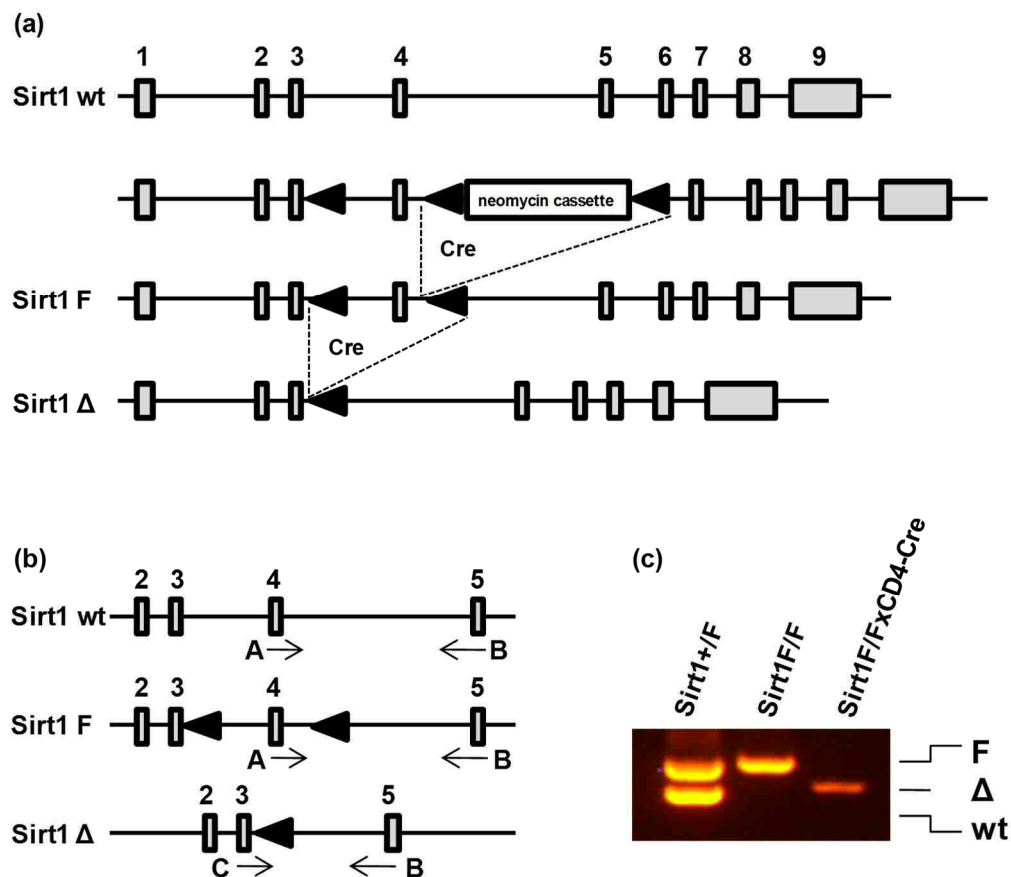 (a)
1 2 3 4 5 6 7 8 9
Sirt1 wt
neomycin cassette
Cre
Sirt1 F
Cre
Sirt1 Δ
(b)
2 3 4 5
Sirt1 wt
A B
2 3 4 5
Sirt1 F
A B
2 3 5
Sirt1 Δ
C B
(c)
Sirt1+/F
Sirt1F/F
Sirt1F/FxCD4-Cre
F
Δ
wt